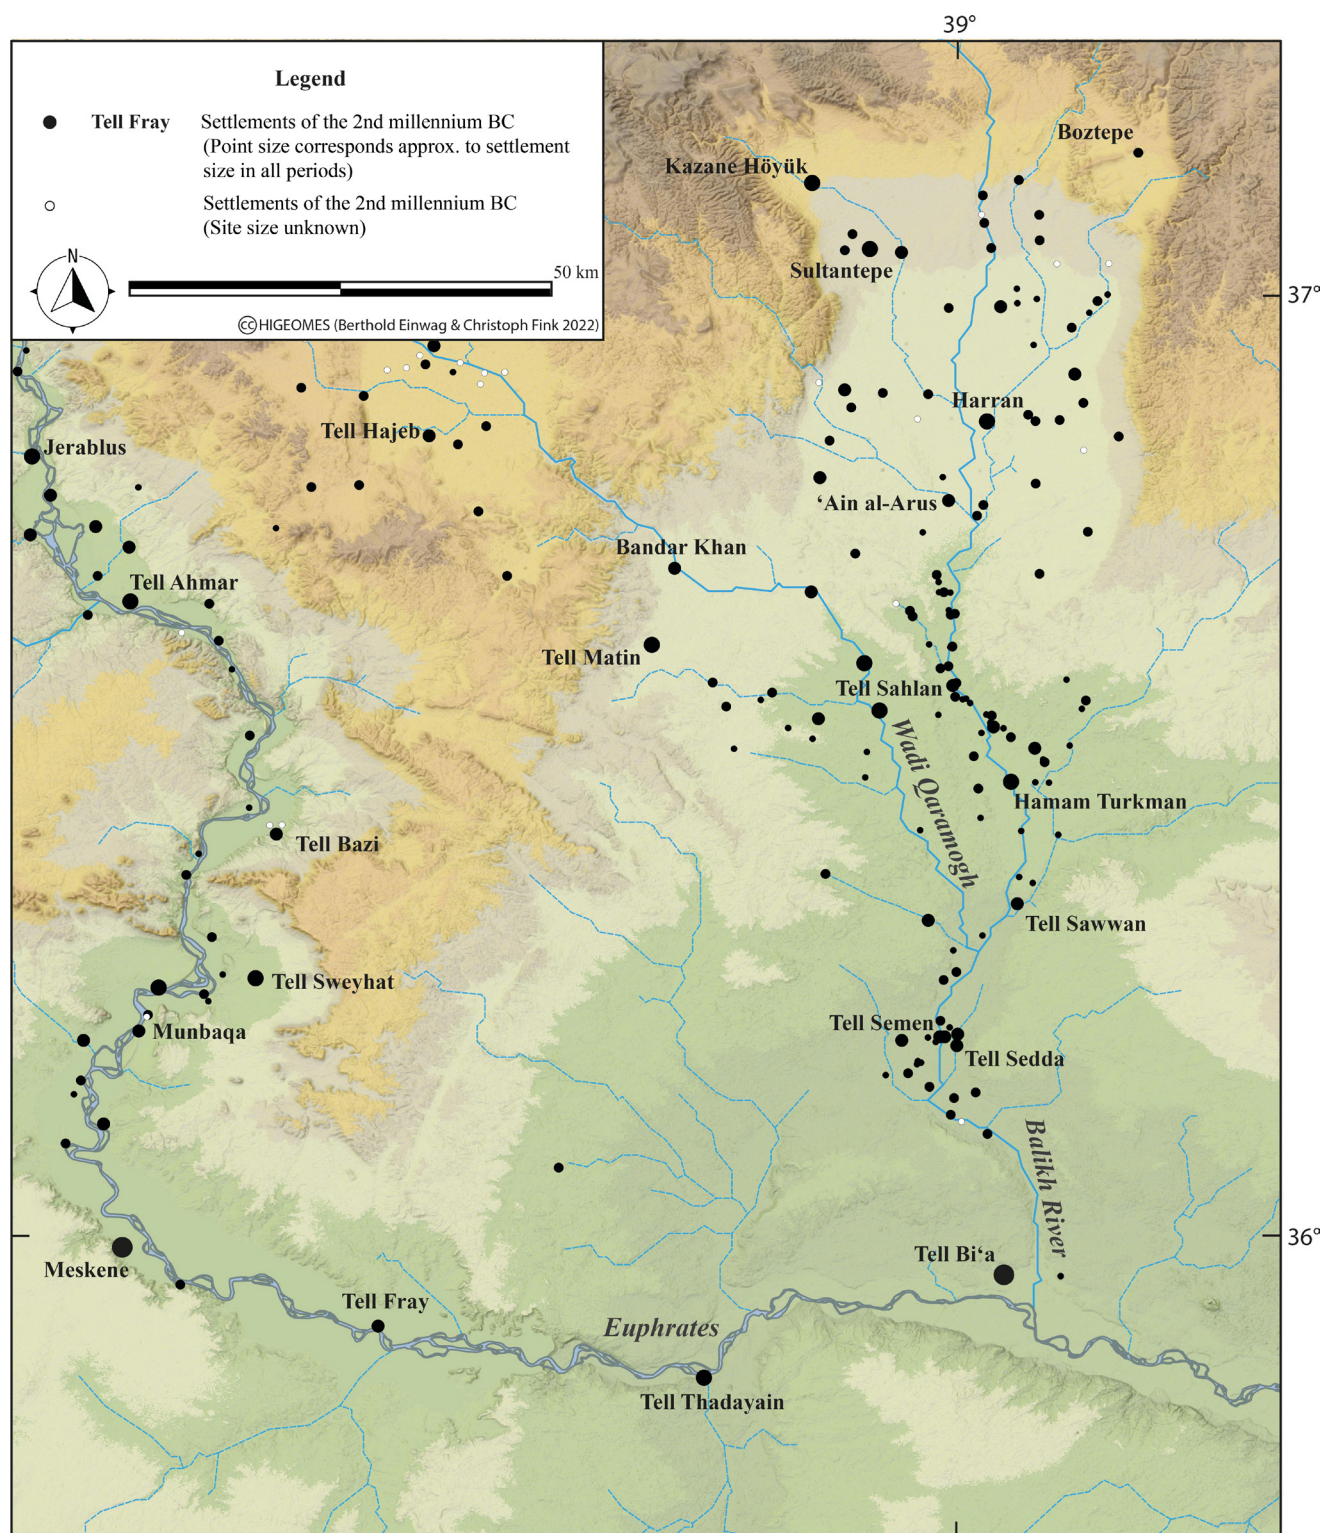 39°
Legend
Tell Fray
Settlements of the 2nd millennium BC
(Point size corresponds approx. to settlement
size in all periods)
Settlements of the 2nd millennium BC
(Site size unknown)
N
50 km
cc HIGEOMES (Berthold Einwag & Christoph Fink 2022)
Boztepe
Kazane Höyük
Sultantepe
37°
Harran
Tell Hajeb
Jerablus
‘Ain al-Arus
Bandar Khan
Tell Ahmar
Tell Matin
Tell Sahlan
Wadi Qaramogh
Hamam Turkman
Tell Bazi
Tell Sawwan
Tell Sweyhat
Tell Semen
Munbaqa
Tell Sedda
Balikh River
36°
Tell Bi‘a
Meskene
Tell Fray
Euphrates
Tell Thadayain